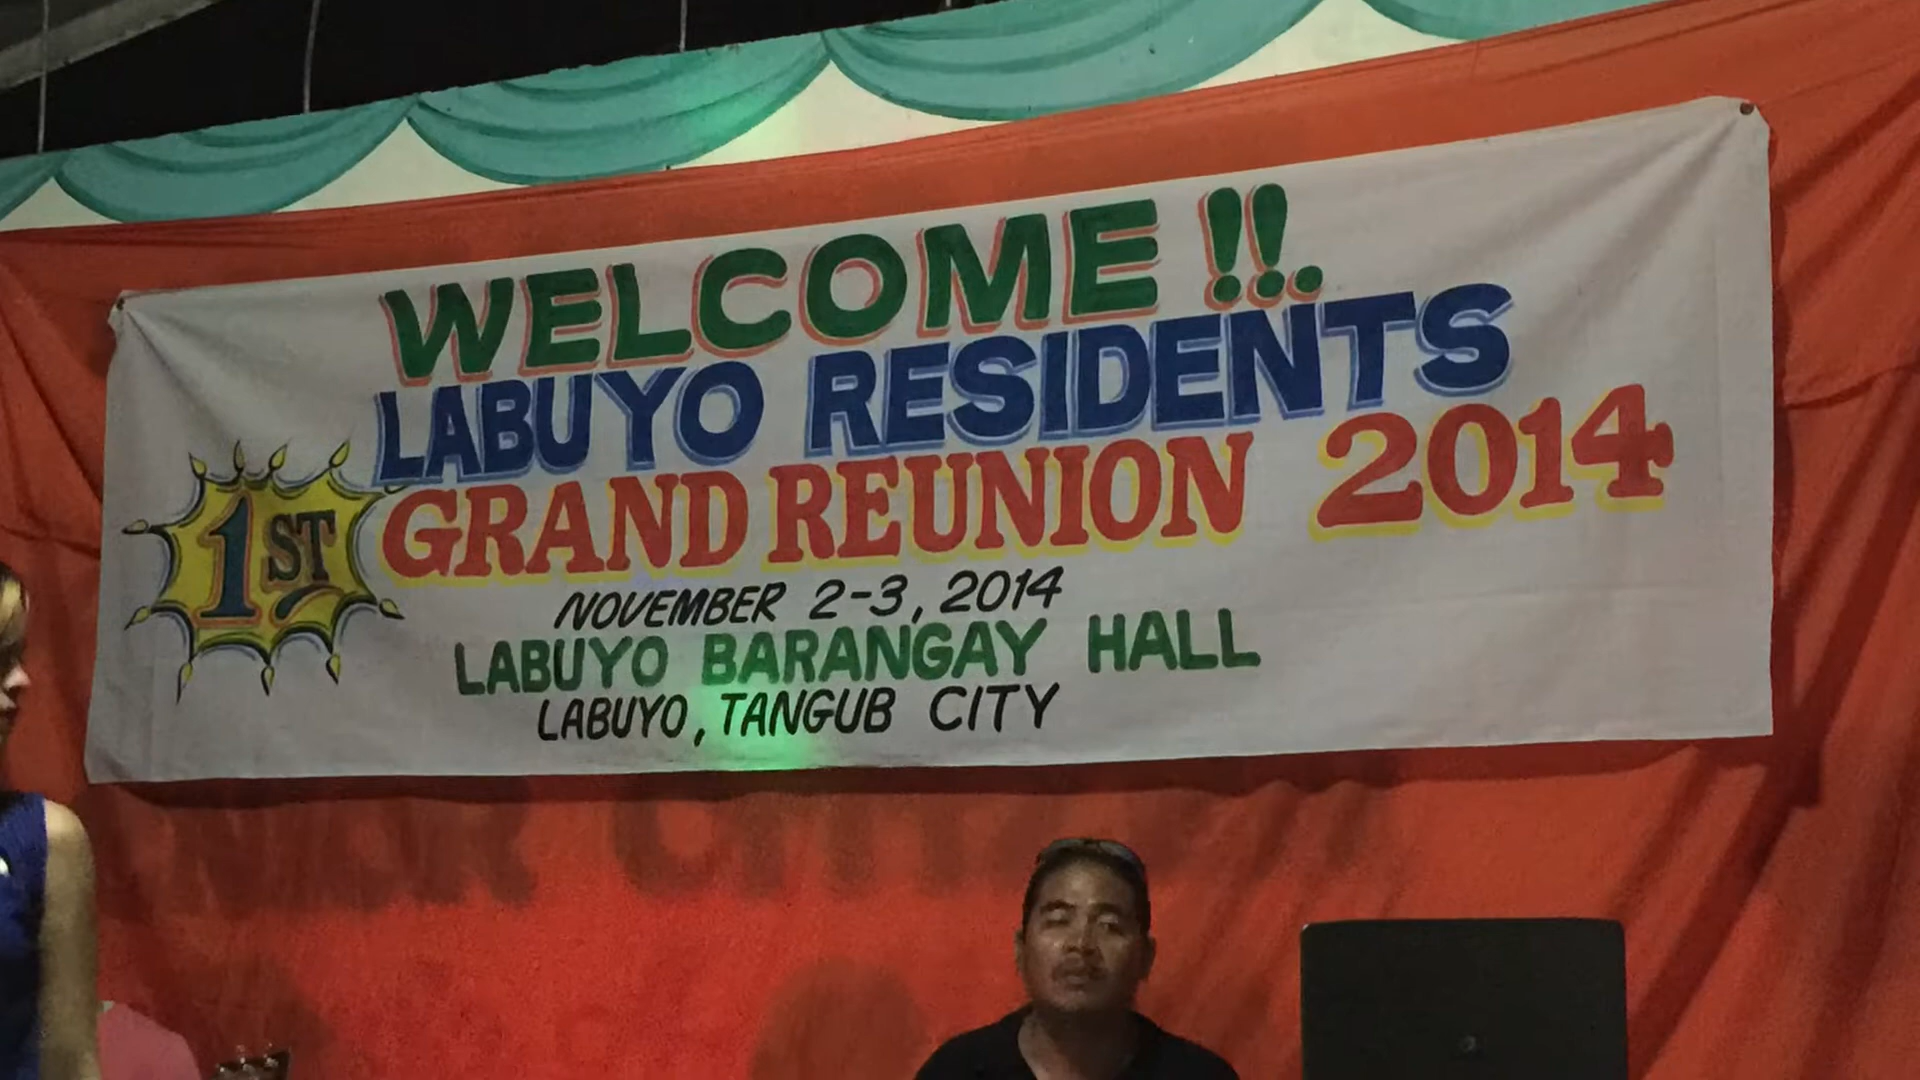 WELCOME !!.
LABUYO RESIDENTS
1ST GRAND REUNION 2014
NOVEMBER 2-3, 2014
LABUYO BARANGAY HALL
LABUYO, TANGUB CITY